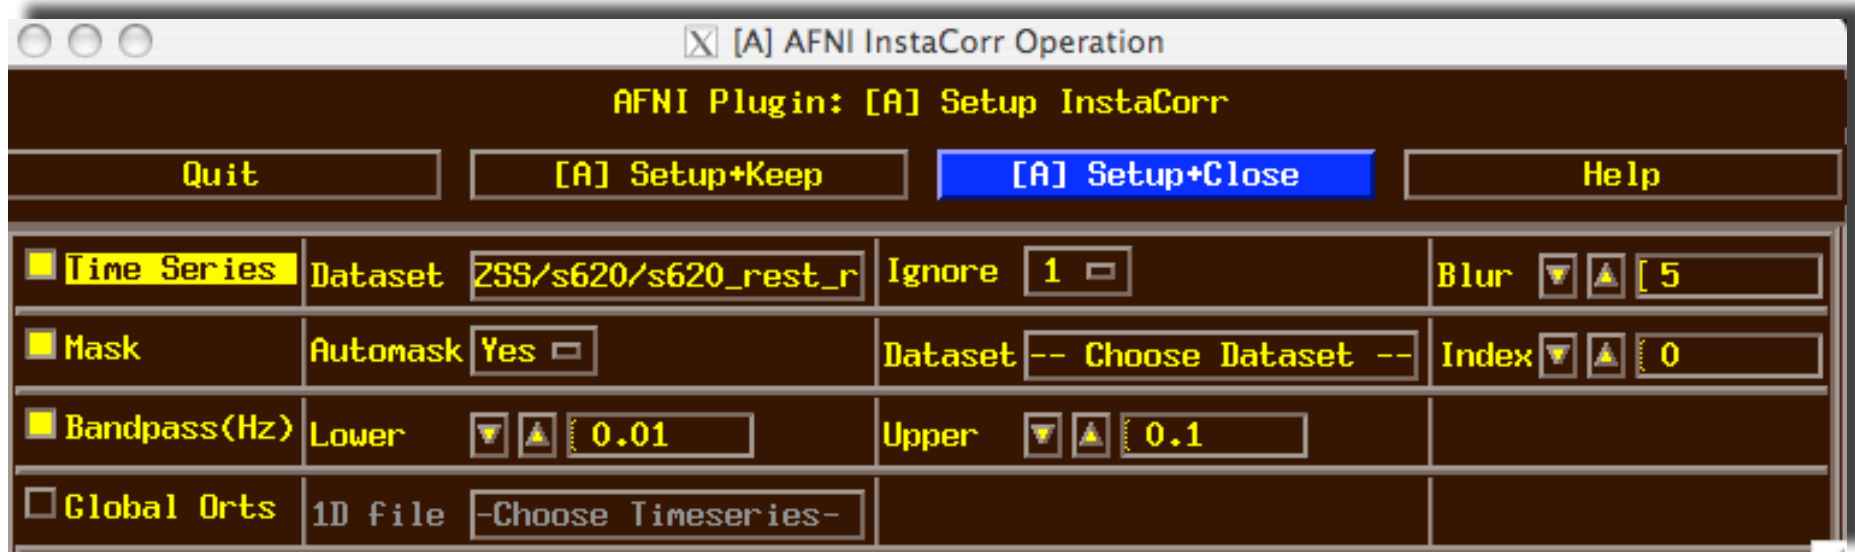 [A] AFNI InstaCorr Operation
AFNI Plugin: [A] Setup InstaCorr
Quit [A] Setup+Keep [A] Setup+Close Help
Time Series Dataset ZSS/s620/s620_rest_r Ignore 1 Blur [ 5
Mask Automask Yes Dataset -- Choose Dataset -- Index [ 0
Bandpass(Hz) Lower [ 0.01 Upper [ 0.1
Global Orts 1D file -Choose Timeseries-